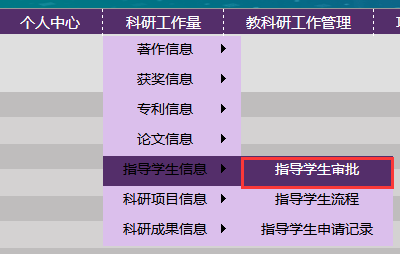 个人中心 科研工作量 教科研工作管理
著作信息
获奖信息
专利信息
论文信息
指导学生信息 指导学生审批
科研项目信息 指导学生流程
科研成果信息 指导学生申请记录